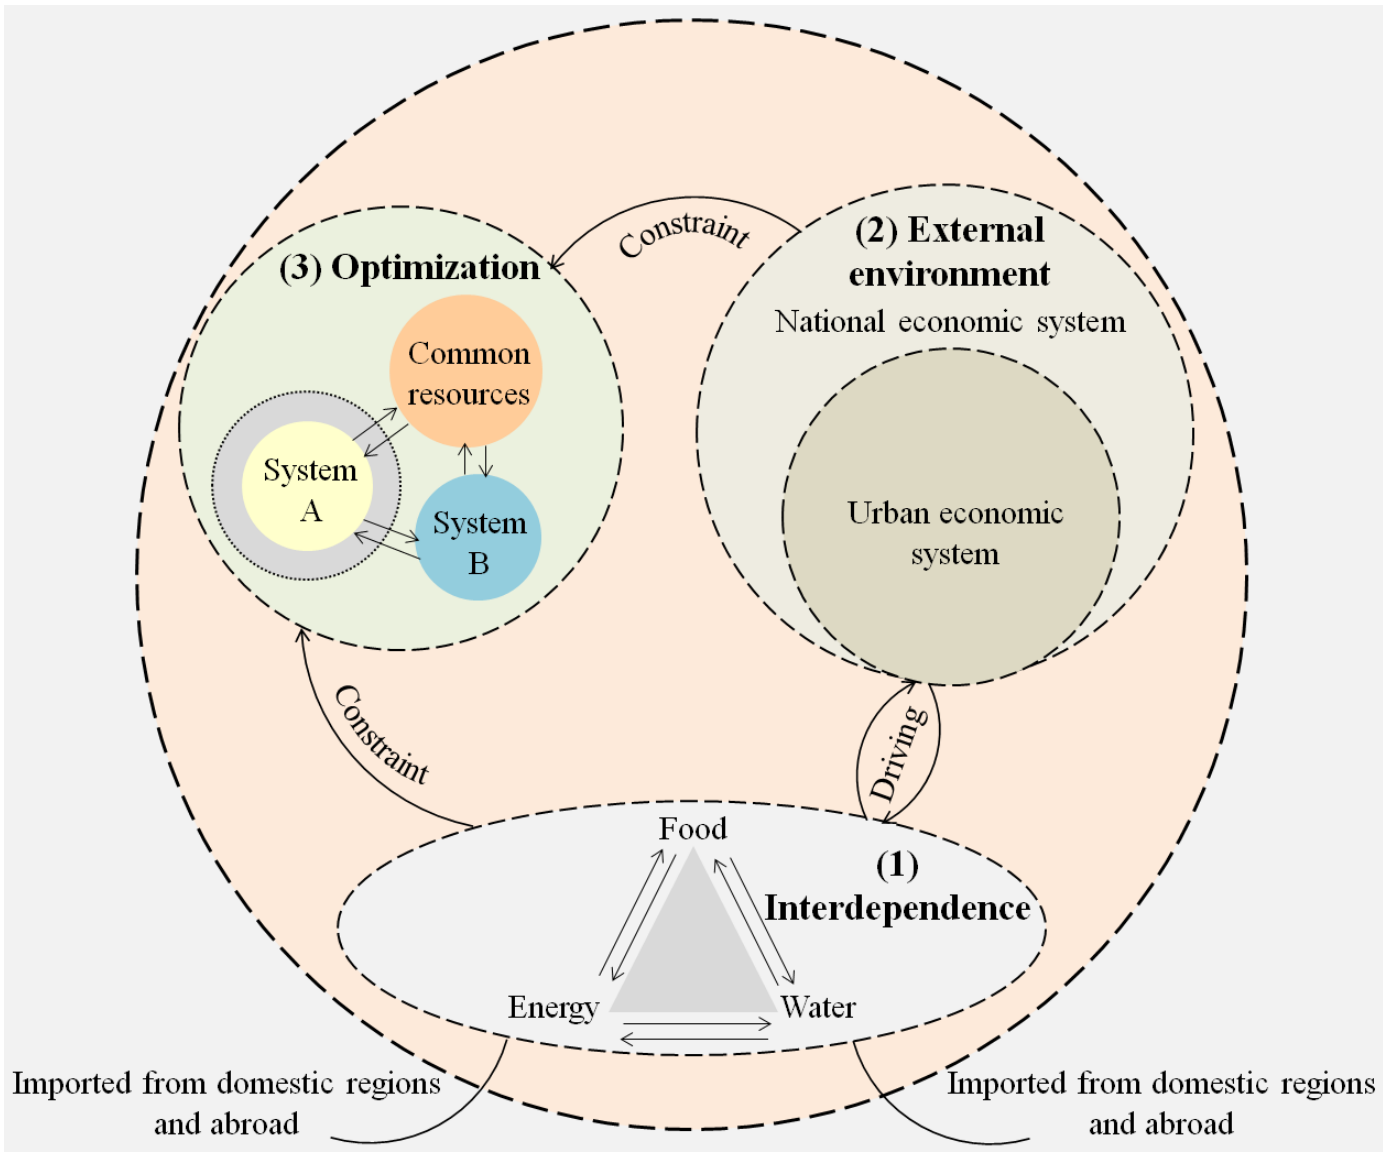 Constraint
(2) External
environment
National economic system
Urban economic
system
(3) Optimization
Common
resources
System
A
System
B
Constraint
Driving
Food
(1)
Interdependence
Energy
Water
Imported from domestic regions
and abroad
Imported from domestic regions
and abroad